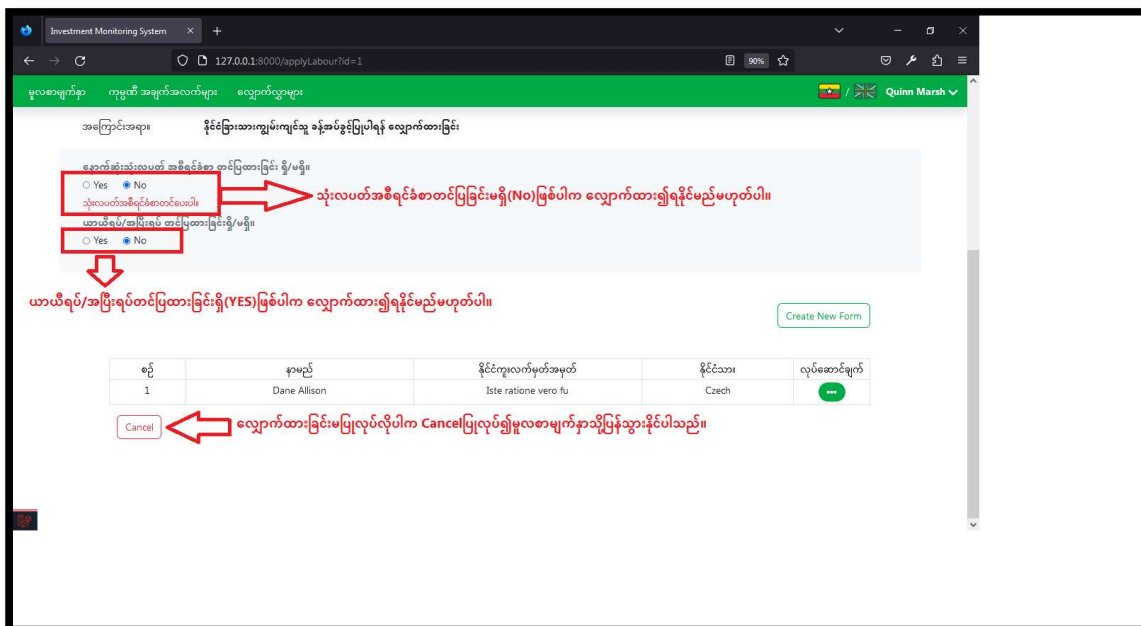 Investment Monitoring System
127.0.0.1:8000/applyLabour?id=1
90%
မူလစာမျက်နှာ ကုမ္ပဏီ အချက်အလက်များ လျှောက်လွှာများ / Quinn Marsh
အကြောင်းအရာ။ နိုင်ငံခြားသားကျွမ်းကျင်သူ ခန့်အပ်ခွင့်ပြုပါရန် လျှောက်ထားခြင်း
နောက်ဆုံးသုံးလပတ် အစီရင်ခံစာ တင်ပြထားခြင်း ရှိ/မရှိ။
Yes No
သုံးလပတ်အစီရင်ခံစာတင်ပေးပါ။
သုံးလပတ်အစီရင်ခံစာတင်ပြခြင်းမရှိ(No)ဖြစ်ပါက လျှောက်ထား၍ရနိုင်မည်မဟုတ်ပါ။
ယာယီရပ်/အပြီးရပ် တင်ပြထားခြင်းရှိ/မရှိ။
Yes No
ယာယီရပ်/အပြီးရပ်တင်ပြထားခြင်းရှိ(YES)ဖြစ်ပါက လျှောက်ထား၍ရနိုင်မည်မဟုတ်ပါ။
Create New Form
စဉ် နာမည် နိုင်ငံကူးလက်မှတ်အမှတ် နိုင်ငံသား လုပ်ဆောင်ချက်
1 Dane Allison Iste ratione vero fu Czech
Cancel လျှောက်ထားခြင်းမပြုလုပ်လိုပါက Cancelပြုလုပ်၍မူလစာမျက်နှာသို့ပြန်သွားနိုင်ပါသည်။